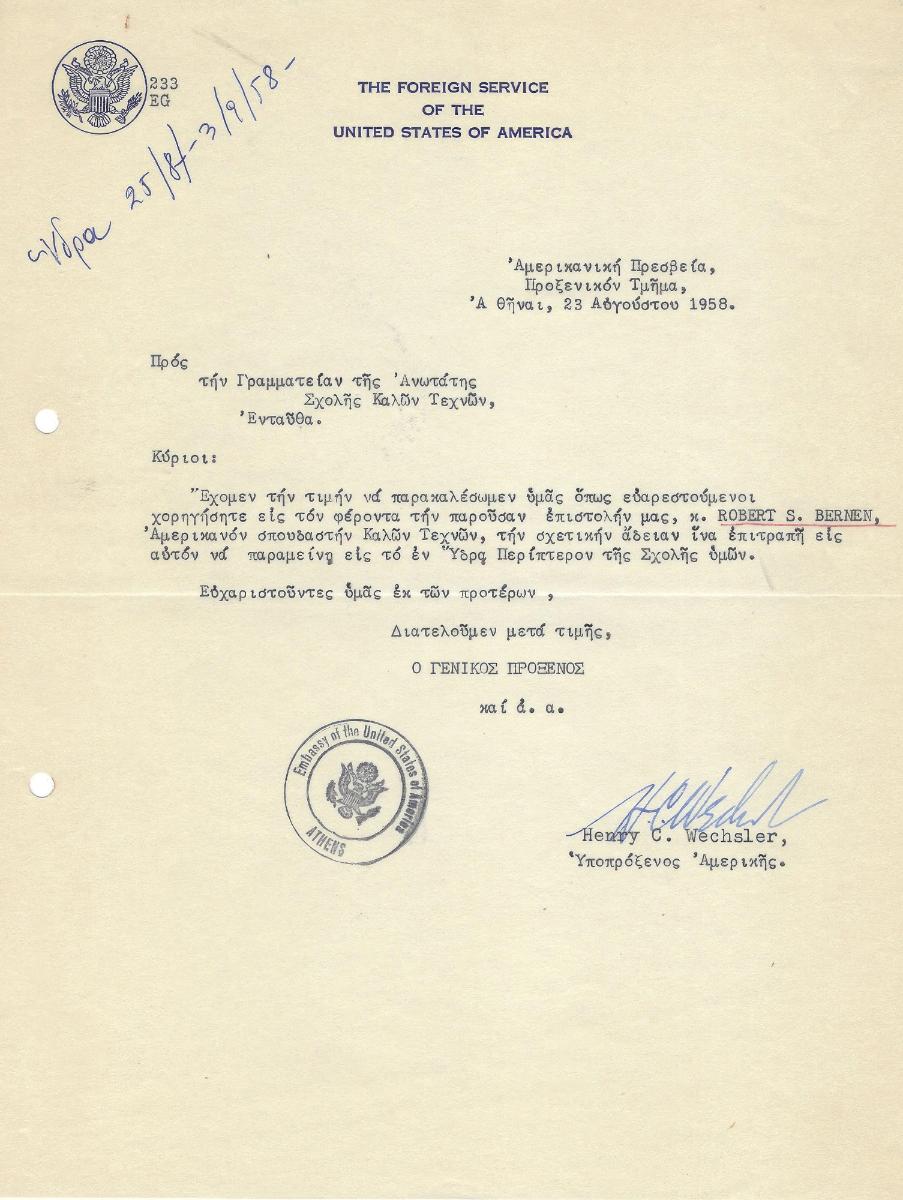 233
EG
Ύδρα 25/8/-3/9/58-
THE FOREIGN SERVICE
OF THE
UNITED STATES OF AMERICA
Ἀμερικανική Πρεσβεία,
Προξενικόν Τμῆμα,
Ἀ θῆναι, 23 Αὐγούστου 1958.
Πρός
τήν Γραμματείαν τῆς Ἀνωτάτης
Σχολῆς Καλῶν Τεχνῶν,
Ἐνταῦθα.
Κύριοι:
Ἔχομεν τήν τιμήν νά παρακαλέσωμεν ὑμᾶς ὅπως εὐαρεστούμενοι
χορηγήσητε εἰς τόν φέροντα τήν παροῦσαν ἐπιστολήν μας, κ. ROBERT S. BERNEN,
Ἀμερικανόν σπουδαστήν Καλῶν Τεχνῶν, τήν σχετικήν ἄδειαν ἵνα ἐπιτραπῆ εἰς
αὐτόν νά παραμείνῃ εἰς τό ἐν Ὕδρᾳ Περίπτερον τῆς Σχολῆς ὑμῶν.
Εὐχαριστοῦντες ὑμᾶς ἐκ τῶν προτέρων ,
Διατελοῦμεν μετά τιμῆς,
Ο ΓΕΝΙΚΟΣ ΠΡΟΞΕΝΟΣ
καί ἀ. α.
Embassy of the United States of America
ATHENS
H.C. Wechsler
Henry C. Wechsler,
Ὑποπρόξενος Ἀμερικῆς.